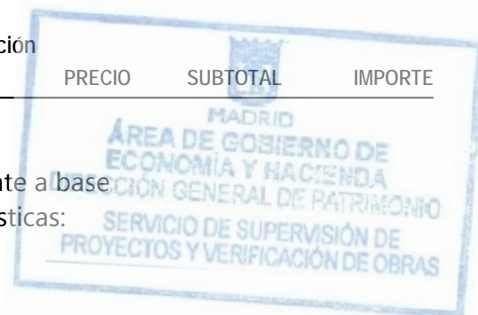 ción
PRECIO SUBTOTAL IMPORTE
MADRID
ÁREA DE GOBIERNO DE
ECONOMÍA Y HACIENDA
nte a base
DIRECCIÓN GENERAL DE PATRIMONIO
sticas:
SERVICIO DE SUPERVISIÓN DE
PROYECTOS Y VERIFICACIÓN DE OBRAS